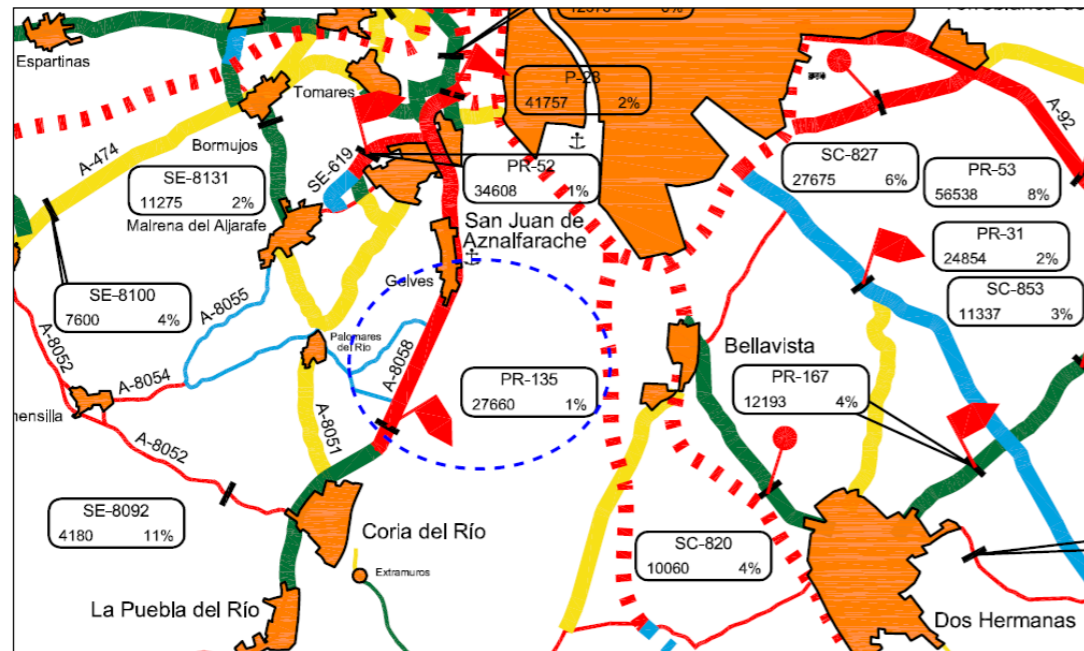 Espartinas
P-28
41757 2%
Tomares
A-474
Bormujos
SE-619
A-92
SE-8131
11275 2%
PR-52
34608 1%
SC-827
27675 6%
PR-53
56538 8%
Mairena del Aljarafe
San Juan de
Aznalfarache
PR-31
24854 2%
Gelves
SC-853
11337 3%
SE-8100
7600 4%
A-8055
A-8052
Palomares
del Río
A-8058
Bellavista
A-8054
PR-135
27660 1%
PR-167
12193 4%
mensilla
A-8051
A-8052
SE-8092
4180 11%
Coria del Río
SC-820
10060 4%
Extramuros
La Puebla del Río
Dos Hermanas